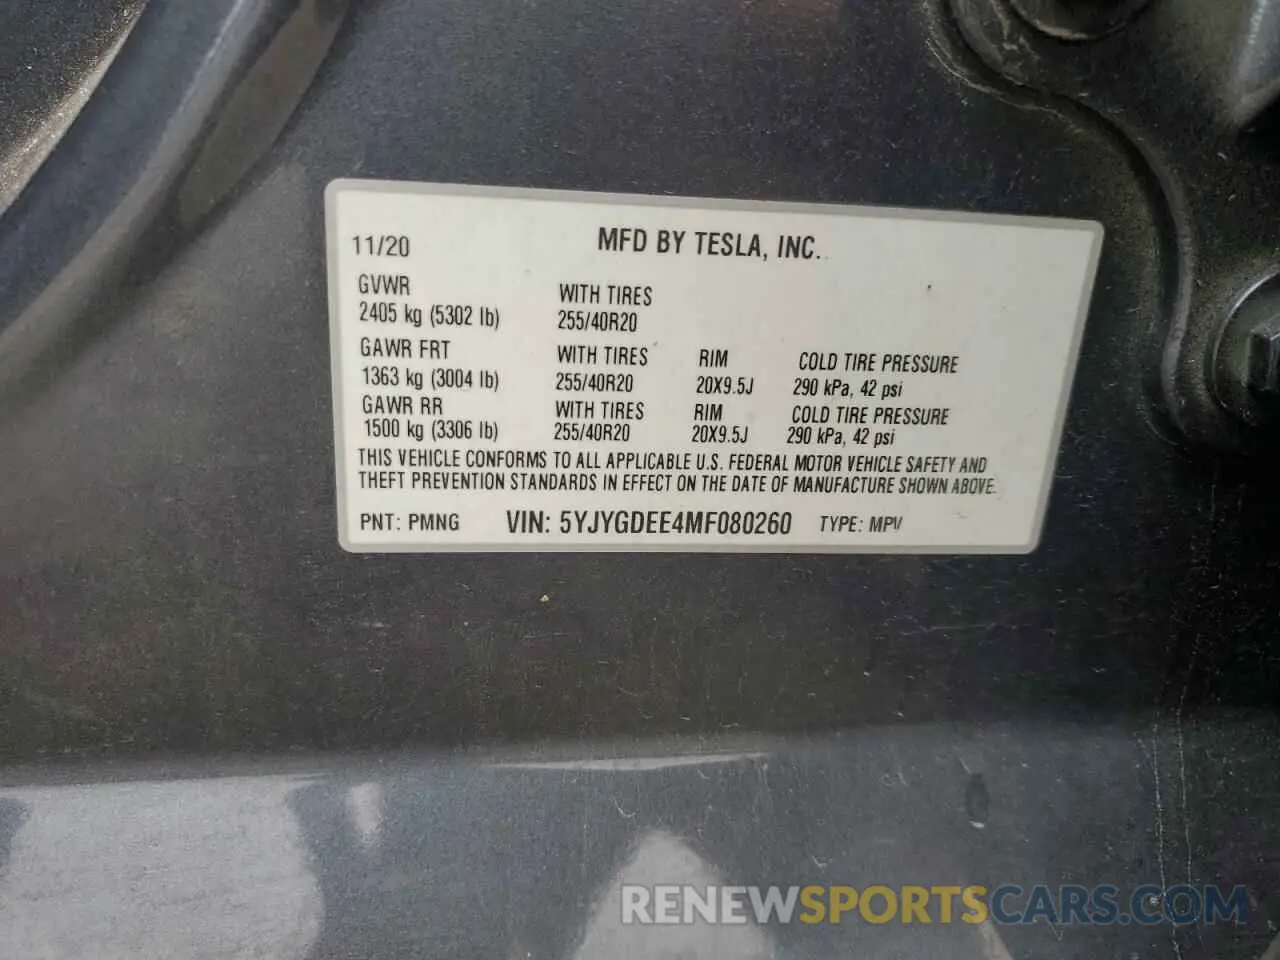 11/20 MFD BY TESLA, INC.
GVWR WITH TIRES
2405 kg (5302 lb) 255/40R20
GAWR FRT WITH TIRES RIM COLD TIRE PRESSURE
1363 kg (3004 lb) 255/40R20 20X9.5J 290 kPa, 42 psi
GAWR RR WITH TIRES RIM COLD TIRE PRESSURE
1500 kg (3306 lb) 255/40R20 20X9.5J 290 kPa, 42 psi
THIS VEHICLE CONFORMS TO ALL APPLICABLE U.S. FEDERAL MOTOR VEHICLE SAFETY AND
THEFT PREVENTION STANDARDS IN EFFECT ON THE DATE OF MANUFACTURE SHOWN ABOVE.
PNT: PMNG VIN: 5YJYGDEE4MF080260 TYPE: MPV
RENEWSPORTSCARS.COM